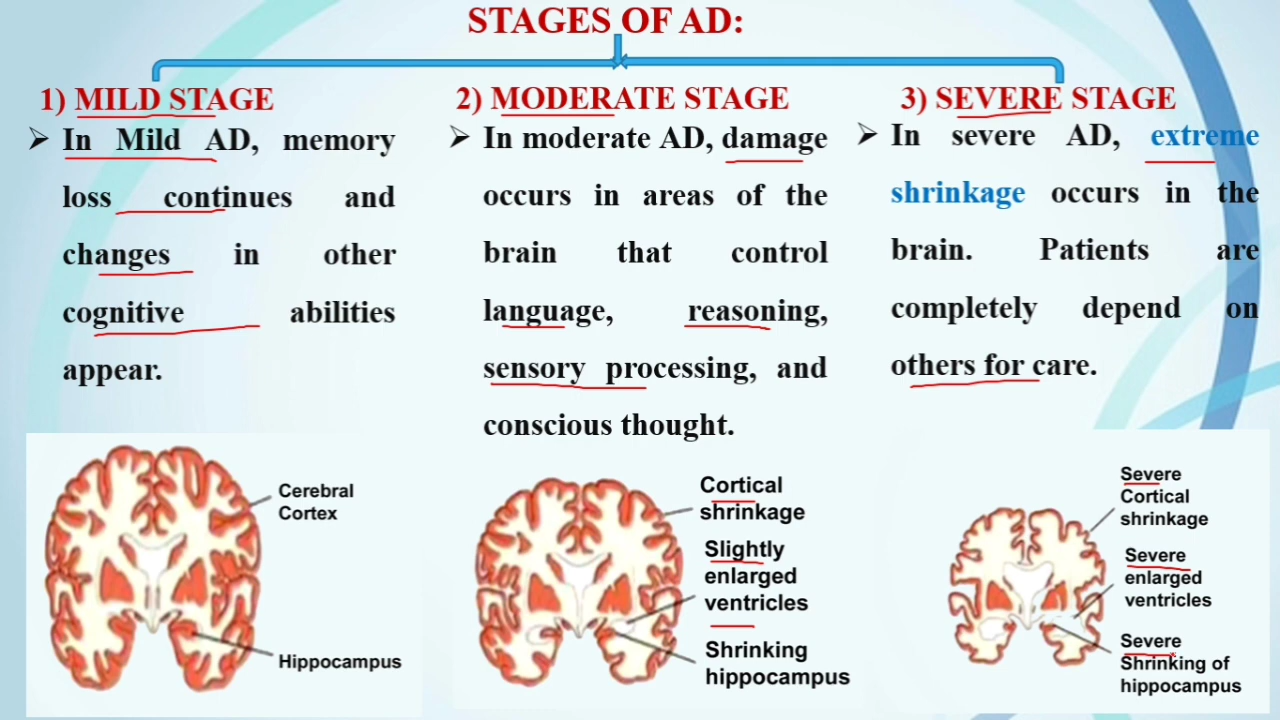 STAGES OF AD:
1) MILD STAGE
➢ In Mild AD, memory
loss continues and
changes in other
cognitive abilities
appear.
Cerebral
Cortex
Hippocampus
2) MODERATE STAGE
➢ In moderate AD, damage
occurs in areas of the
brain that control
language, reasoning,
sensory processing, and
conscious thought.
Cortical
shrinkage
Slightly
enlarged
ventricles
Shrinking
hippocampus
3) SEVERE STAGE
➢ In severe AD, extreme
shrinkage occurs in the
brain. Patients are
completely depend on
others for care.
Severe
Cortical
shrinkage
Severe
enlarged
ventricles
Severe
Shrinking of
hippocampus